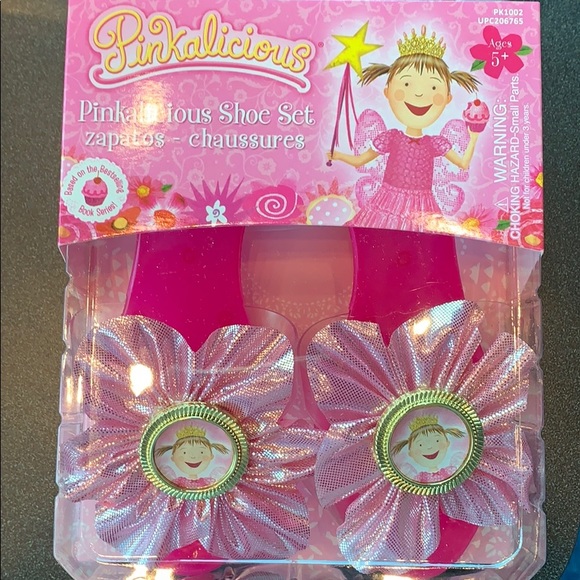 PK1002
UPC206765
Pinkalicious
Ages
5+
Pinkalicious Shoe Set
zapatos - chaussures
Based on the Bestselling
Book Series!
WARNING:
CHOKING HAZARD-Small Parts
Not for children under 3 years.